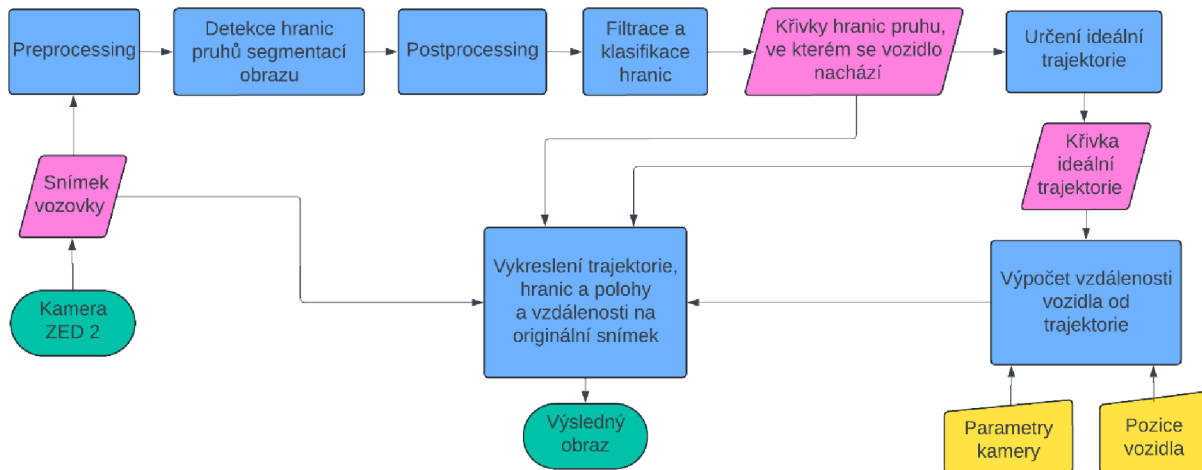 Preprocessing
Detekce hranic
pruhů segmentací
obrazu
Postprocessing
Filtrace a
klasifikace
hranic
Křivky hranic pruhu,
ve kterém se vozidlo
nachází
Určení ideální
trajektorie
Snímek
vozovky
Křivka
ideální
trajektorie
Kamera
ZED 2
Vykreslení trajektorie,
hranic a polohy
a vzdálenosti na
originální snímek
Výpočet vzdálenosti
vozidla od
trajektorie
Výsledný
obraz
Parametry
kamery
Pozice
vozidla